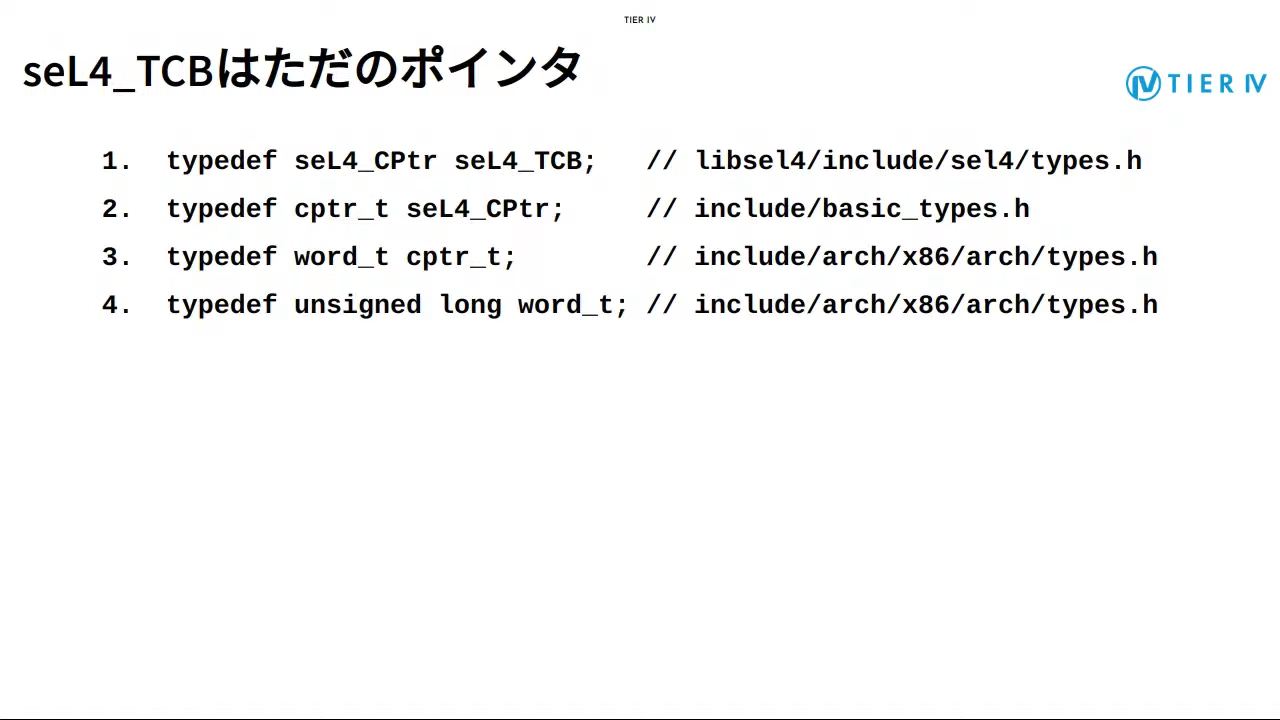 TIER IV
seL4_TCBはただのポインタ
TIER IV
1. typedef seL4_CPtr seL4_TCB; // libsel4/include/sel4/types.h
2. typedef cptr_t seL4_CPtr; // include/basic_types.h
3. typedef word_t cptr_t; // include/arch/x86/arch/types.h
4. typedef unsigned long word_t; // include/arch/x86/arch/types.h